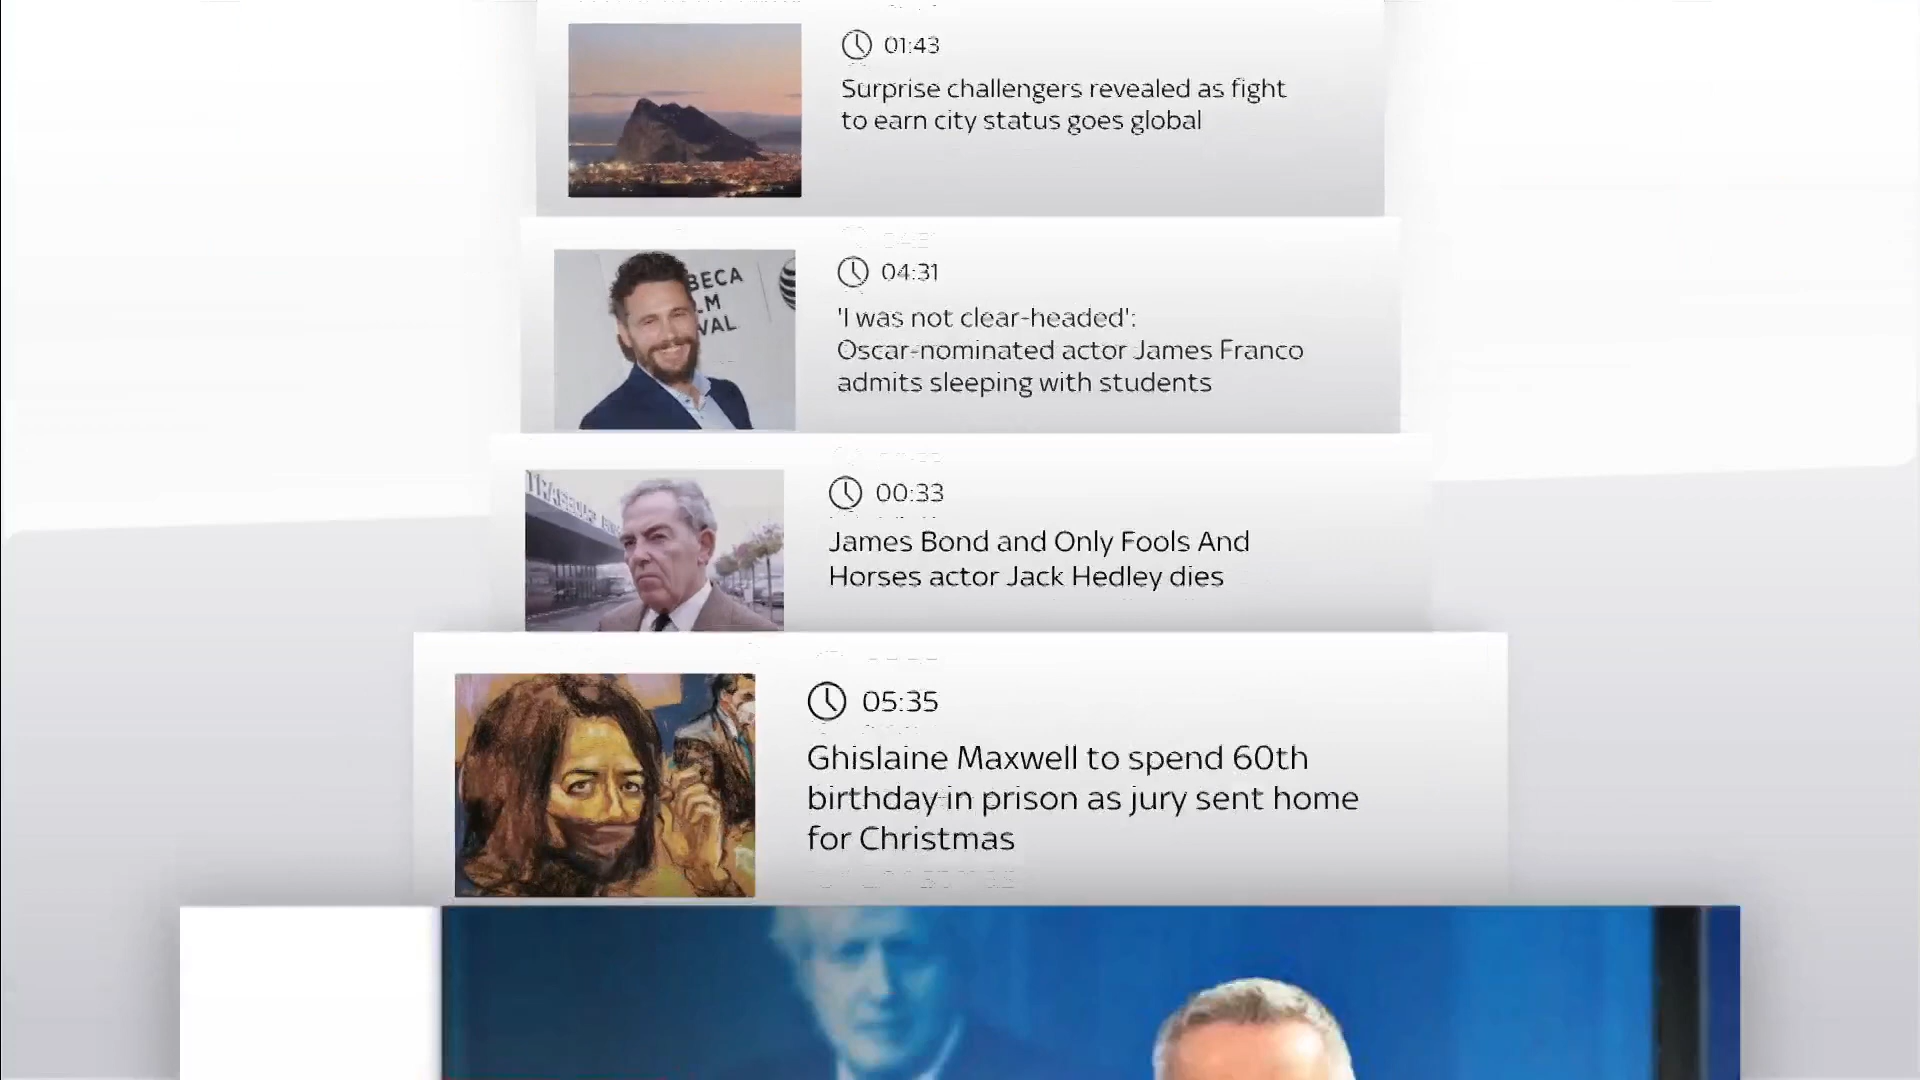 01:43
Surprise challengers revealed as fight
to earn city status goes global
BECA
LM
VAL
04:31
'I was not clear-headed':
Oscar-nominated actor James Franco
admits sleeping with students
00:33
James Bond and Only Fools And
Horses actor Jack Hedley dies
05:35
Ghislaine Maxwell to spend 60th
birthday in prison as jury sent home
for Christmas